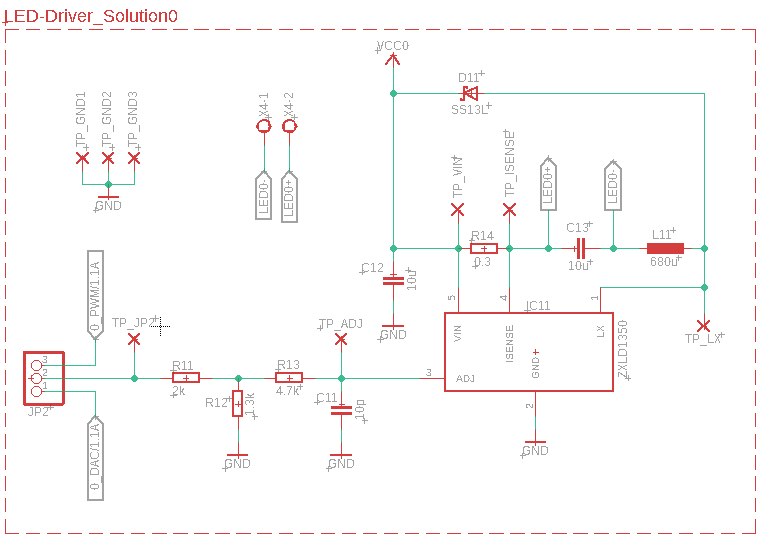 LED-Driver_Solution0
VCC0
D11
SS13L
TP_GND1
TP_GND2
TP_GND3
GND
X4-1
X4-2
LED0-
LED0+
TP_VIN
TP_ISENSE
LED0+
LED0-
R14
0.3
C13
10u
L11
680u
C12
10u
GND
5
4
1
IC11
VIN
ISENSE
LX
GND
ADJ
ZXLD1350
TP_LX
3
2
GND
0_PWM/1.1A
TP_JP2
TP_ADJ
3
2
1
JP2
R11
2k
R12
1.3k
GND
R13
4.7k
C11
10p
GND
0_DAC/1.1A